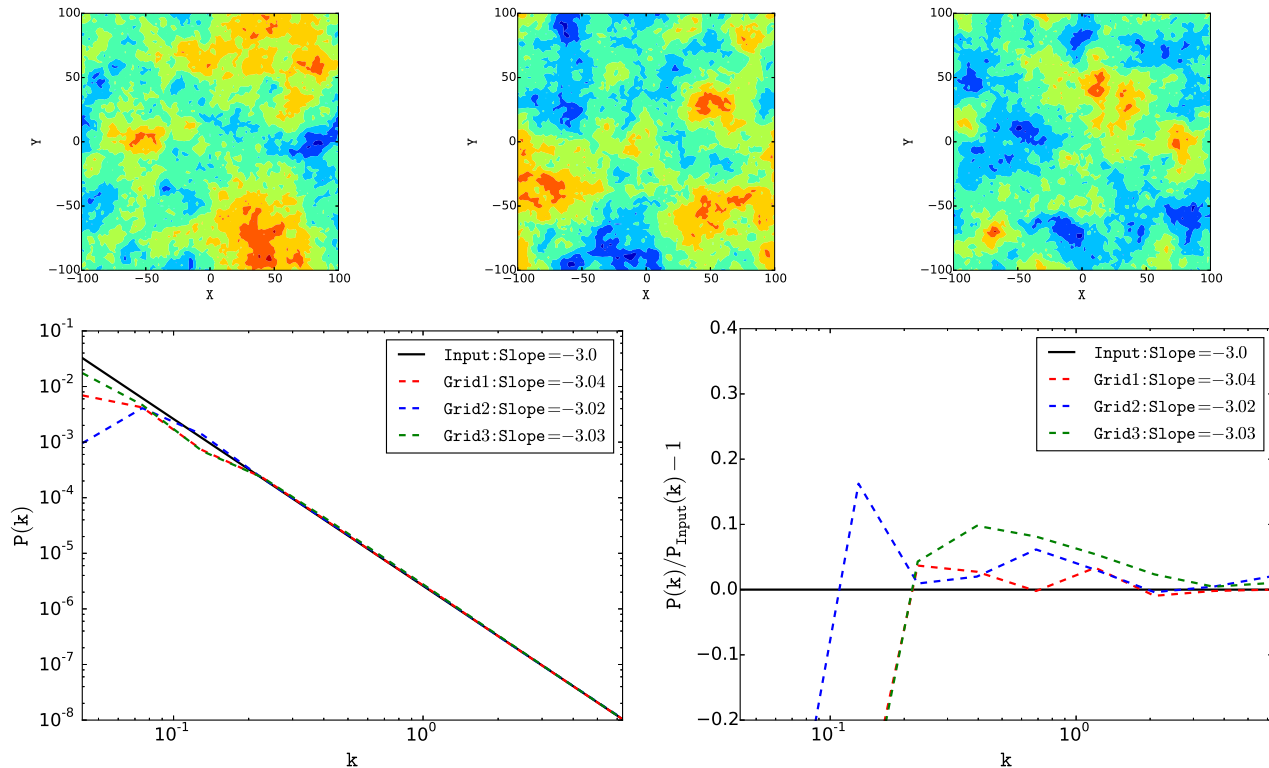 100
50
0
−50
−100
Y
−100
−50
0
50
100
X
100
50
0
−50
−100
Y
−100
−50
0
50
100
X
100
50
0
−50
−100
Y
−100
−50
0
50
100
X
10⁻¹
10⁻²
10⁻³
10⁻⁴
10⁻⁵
10⁻⁶
10⁻⁷
10⁻⁸
P(k)
Input:Slope=−3.0
Grid1:Slope=−3.04
Grid2:Slope=−3.02
Grid3:Slope=−3.03
10⁻¹
10⁰
k
0.4
0.3
0.2
0.1
0.0
−0.1
−0.2
P(k)/P_Input(k) − 1
Input:Slope=−3.0
Grid1:Slope=−3.04
Grid2:Slope=−3.02
Grid3:Slope=−3.03
10⁻¹
10⁰
k